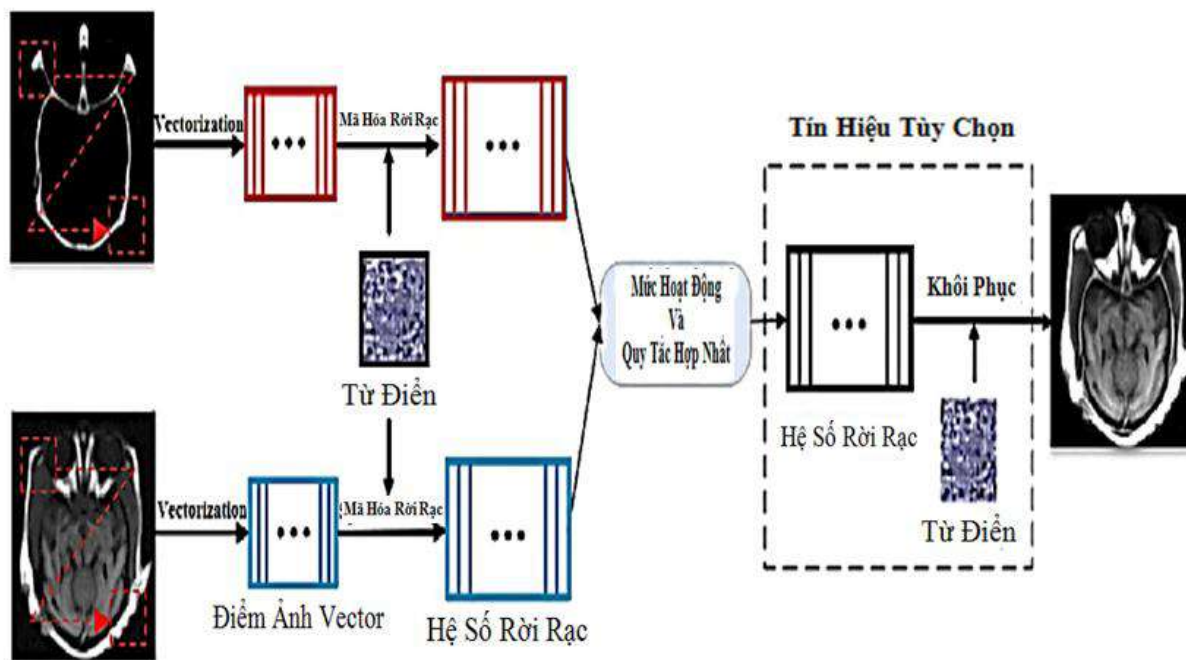 Vectorization
Mã Hóa Rời Rạc
Từ Điển
Vectorization
Mã Hóa Rời Rạc
Điểm Ảnh Vector
Hệ Số Rời Rạc
Mức Hoạt Động
Và
Quy Tắc Hợp Nhất
Tín Hiệu Tùy Chọn
Khôi Phục
Hệ Số Rời Rạc
Từ Điển